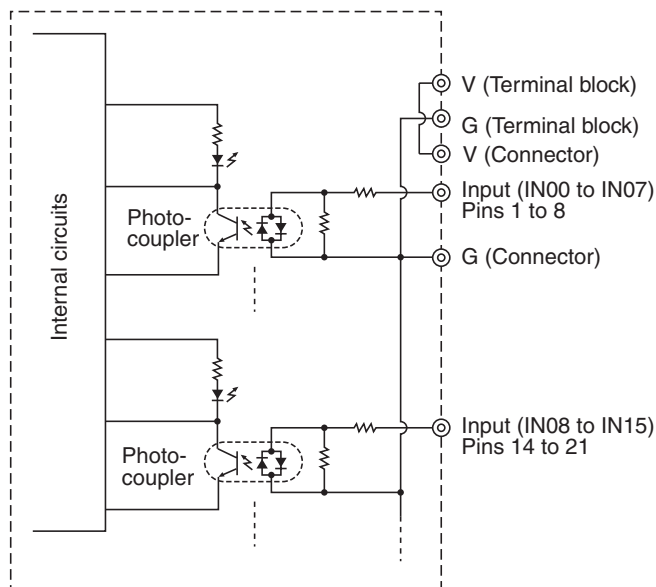 Internal circuits
V (Terminal block)
G (Terminal block)
V (Connector)
Input (IN00 to IN07)
Pins 1 to 8
Photo-
coupler
G (Connector)
Input (IN08 to IN15)
Pins 14 to 21
Photo-
coupler